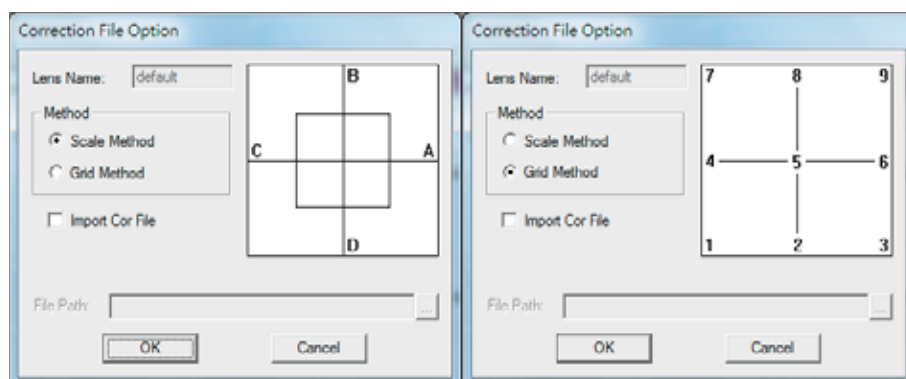 Correction File Option
Lens Name: default
Method
Scale Method
Grid Method
Import Cor File
B
C A
D
File Path: ...
OK Cancel
Correction File Option
Lens Name: default
Method
Scale Method
Grid Method
Import Cor File
7 8 9
4 5 6
1 2 3
File Path: ...
OK Cancel